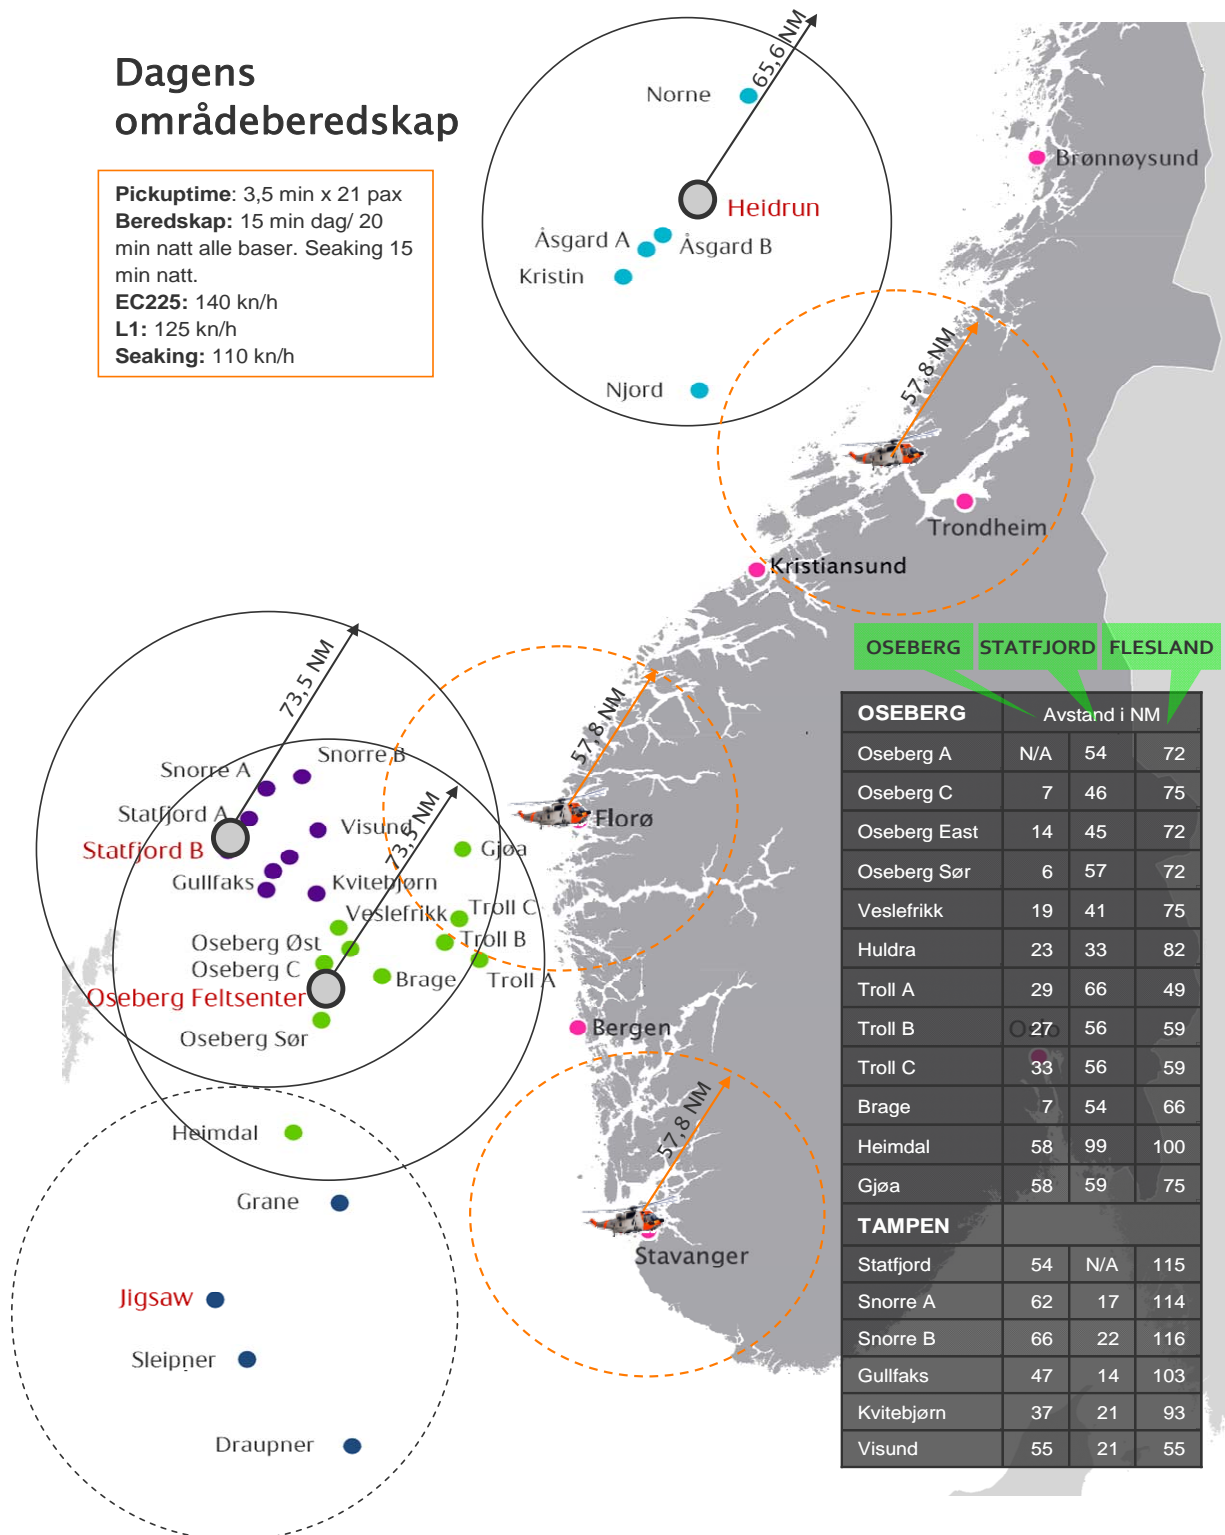 Dagens
områdeberedskap
Pickuptime: 3,5 min x 21 pax
Beredskap: 15 min dag/ 20
min natt alle baser. Seaking 15
min natt.
EC225: 140 kn/h
L1: 125 kn/h
Seaking: 110 kn/h
65,6 NM
Norne
Heidrun
Åsgard A
Åsgard B
Kristin
Njord
Brønnøysund
57,8 NM
Trondheim
Kristiansund
73,5 NM
Snorre B
Snorre A
Statfjord A
Visund
Statfjord B
73,5 NM
Gjøa
Gullfaks
Kvitebjørn
Veslefrikk
Troll C
Oseberg Øst
Troll B
Oseberg C
Brage
Troll A
Oseberg Feltsenter
Oseberg Sør
57,8 NM
Florø
Bergen
Oslo
57,8 NM
Stavanger
Heimdal
Grane
Jigsaw
Sleipner
Draupner
OSEBERG STATFJORD FLESLAND
OSEBERG Avstand i NM
Oseberg A N/A 54 72
Oseberg C 7 46 75
Oseberg East 14 45 72
Oseberg Sør 6 57 72
Veslefrikk 19 41 75
Huldra 23 33 82
Troll A 29 66 49
Troll B 27 56 59
Troll C 33 56 59
Brage 7 54 66
Heimdal 58 99 100
Gjøa 58 59 75
TAMPEN
Statfjord 54 N/A 115
Snorre A 62 17 114
Snorre B 66 22 116
Gullfaks 47 14 103
Kvitebjørn 37 21 93
Visund 55 21 55